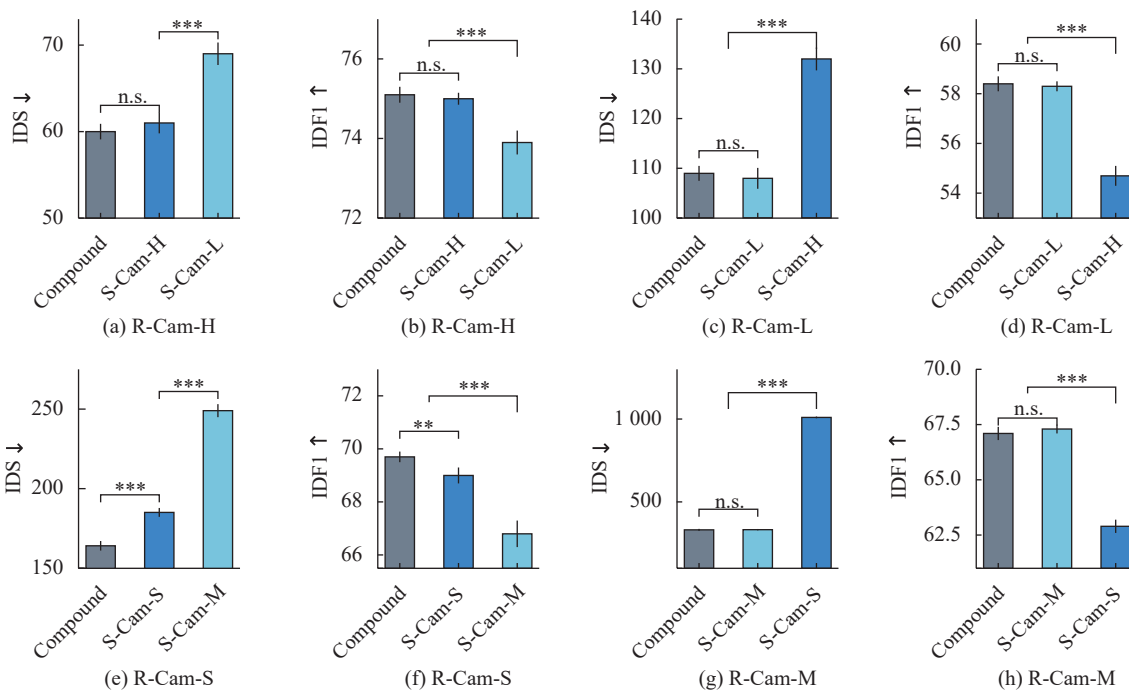 IDS ↓
70
60
50
n.s.
***
Compound
S-Cam-H
S-Cam-L
(a) R-Cam-H
IDF1 ↑
76
74
72
n.s.
***
Compound
S-Cam-H
S-Cam-L
(b) R-Cam-H
IDS ↓
140
130
120
110
100
n.s.
***
Compound
S-Cam-L
S-Cam-H
(c) R-Cam-L
IDF1 ↑
60
58
56
54
n.s.
***
Compound
S-Cam-L
S-Cam-H
(d) R-Cam-L
IDS ↓
250
200
150
***
***
Compound
S-Cam-S
S-Cam-M
(e) R-Cam-S
IDF1 ↑
72
70
68
66
**
***
Compound
S-Cam-S
S-Cam-M
(f) R-Cam-S
IDS ↓
1 000
500
n.s.
***
Compound
S-Cam-M
S-Cam-S
(g) R-Cam-M
IDF1 ↑
70.0
67.5
65.0
62.5
n.s.
***
Compound
S-Cam-M
S-Cam-S
(h) R-Cam-M